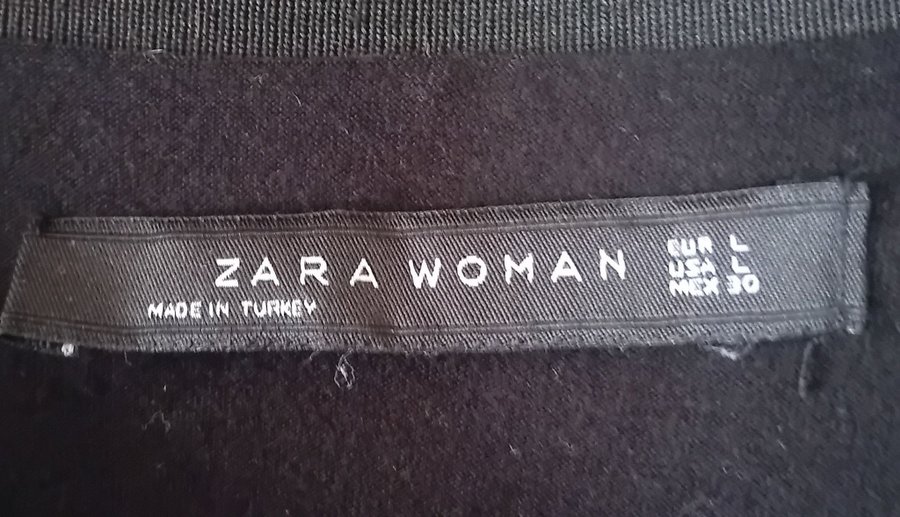 ZARA WOMAN
MADE IN TURKEY
EUR L
USA L
MEX 30